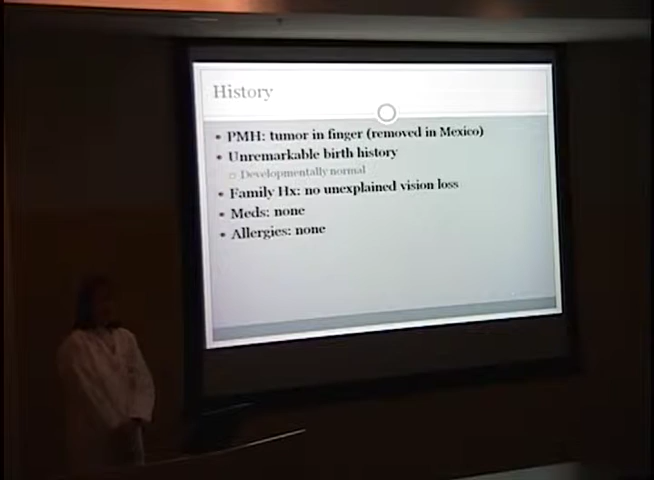 History
• PMH: tumor in finger (removed in Mexico)
• Unremarkable birth history
○ Developmentally normal
• Family Hx: no unexplained vision loss
• Meds: none
• Allergies: none